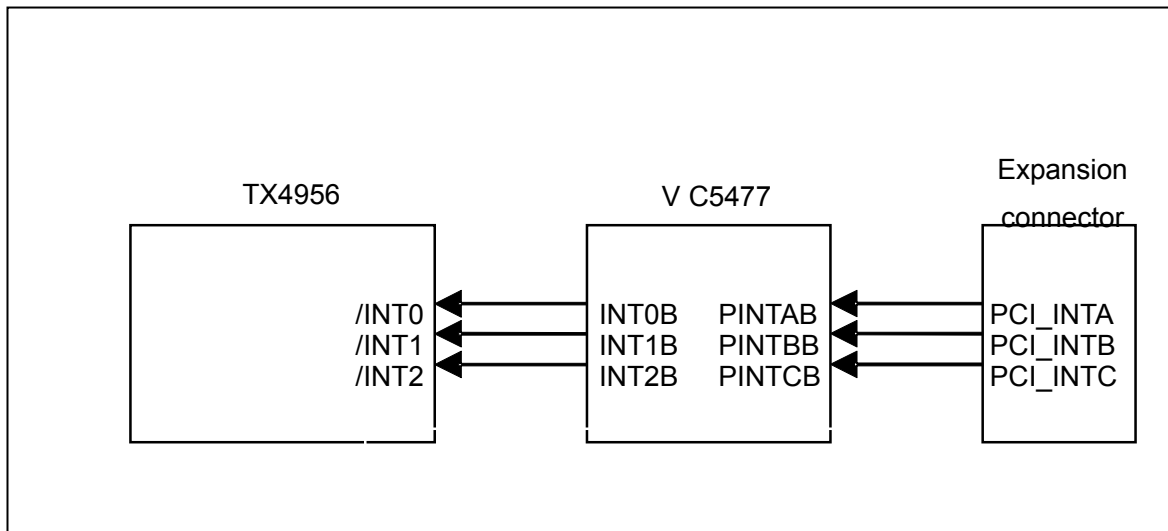 TX4956
V C5477
Expansion
connector
/INT0
/INT1
/INT2
INT0B
INT1B
INT2B
PINTAB
PINTBB
PINTCB
PCI_INTA
PCI_INTB
PCI_INTC